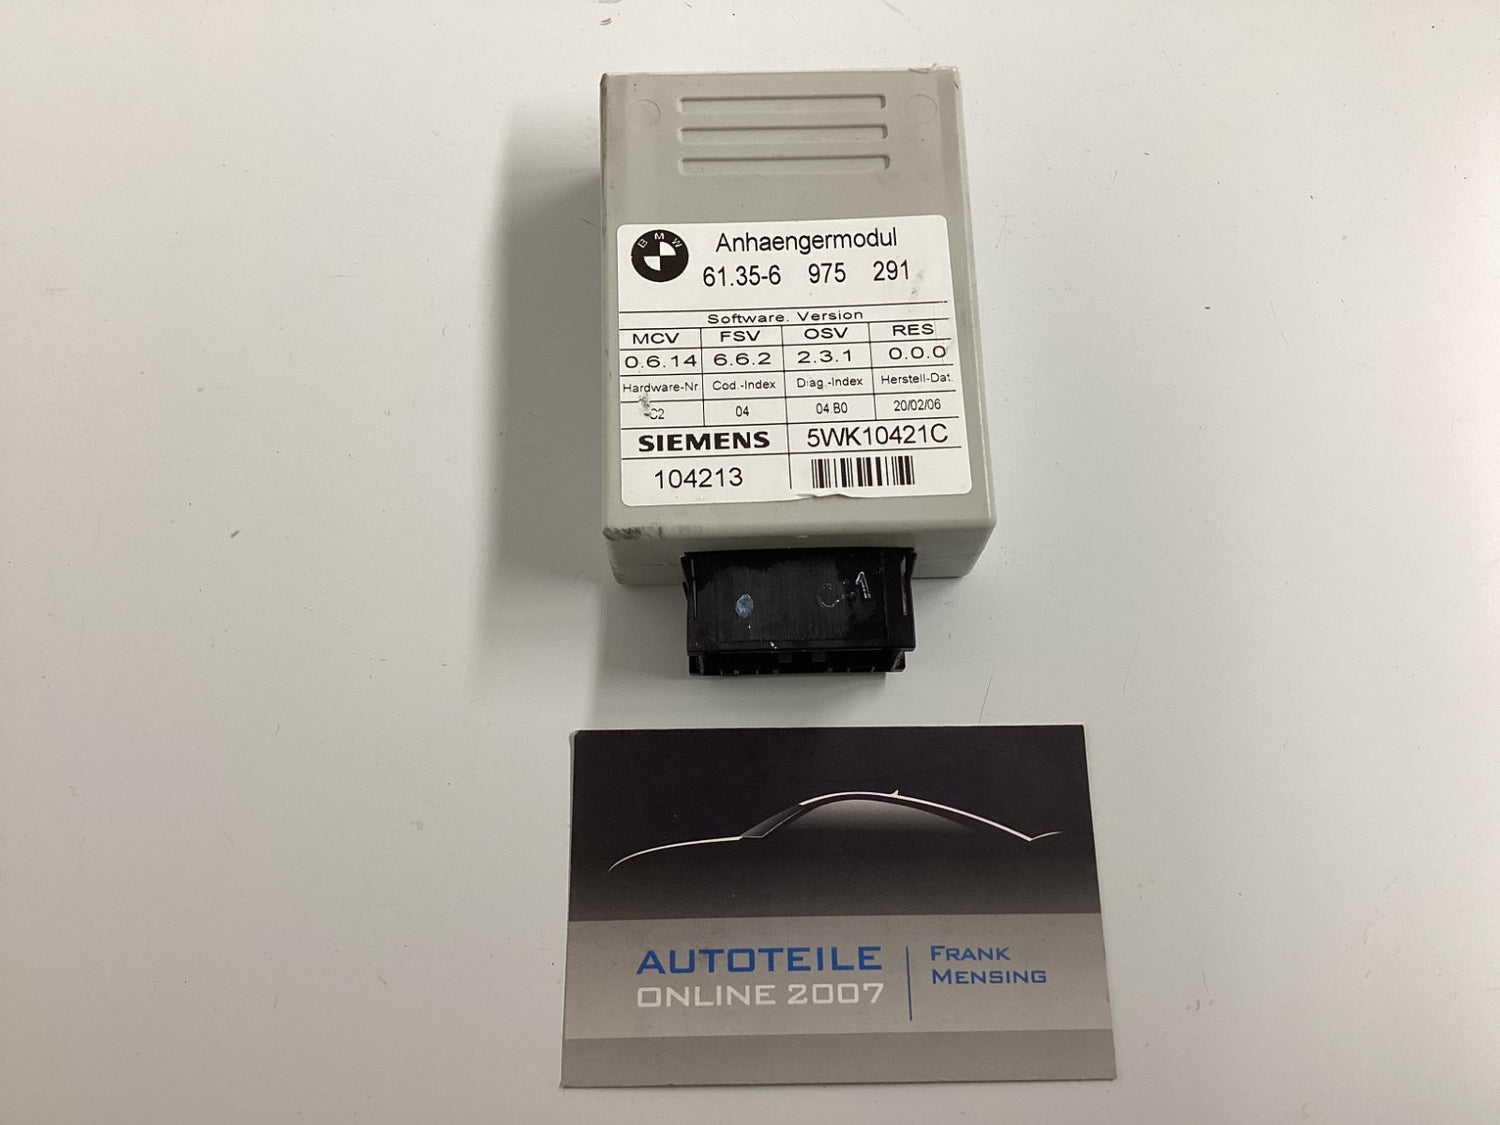 BMW
Anhaengermodul
61.35-6 975 291
Software. Version
MCV FSV OSV RES
0.6.14 6.6.2 2.3.1 0.0.0
Hardware-Nr. Cod.-Index Diag.-Index Herstell-Dat.
C2 04 04 B0 20/02/06
SIEMENS 5WK10421C
104213
1
AUTOTEILE
ONLINE 2007
FRANK
MENSING